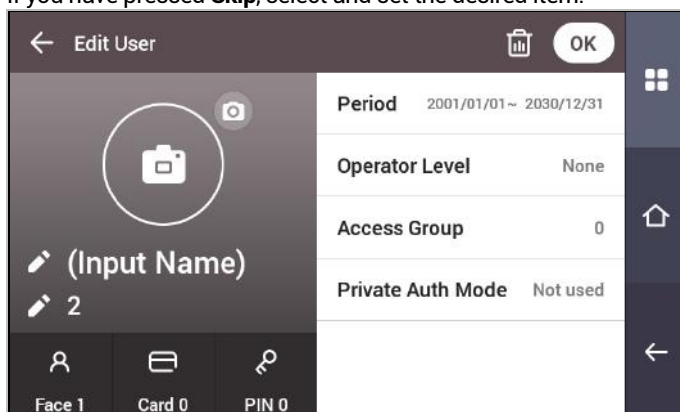 If you have pressed Skip, select and set the desired item.
Edit User
OK
Period 2001/01/01~ 2030/12/31
Operator Level None
Access Group 0
Private Auth Mode Not used
(Input Name)
2
Face 1 Card 0 PIN 0